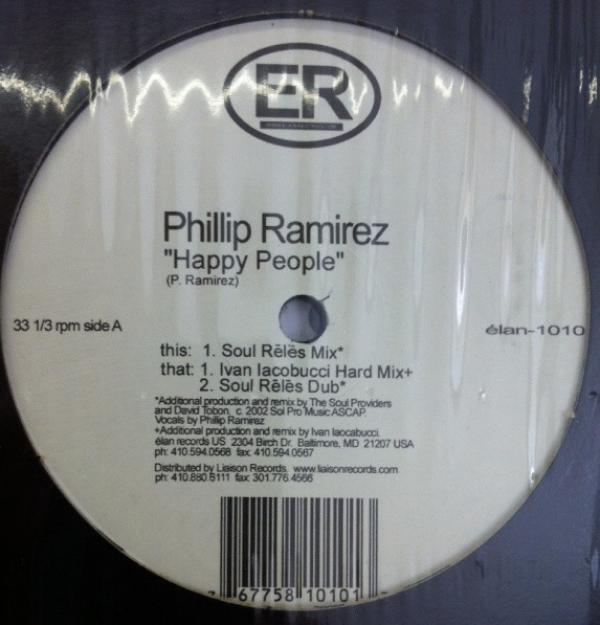 ER
Phillip Ramirez
"Happy People"
(P. Ramirez)
33 1/3 rpm side A
élan-1010
this: 1. Soul Rēlēs Mix*
that: 1. Ivan Iacobucci Hard Mix+
2. Soul Rēlēs Dub*
*Additional production and remix by The Soul Providers
and David Tobon. c. 2002 Sol Pro Music ASCAP.
Vocals by Phillip Ramirez
+Additional production and remix by Ivan Iaocabucci.
élan records US 2304 Birch Dr. Baltimore, MD 21207 USA
ph: 410.594.0568 fax: 410.594.0567
Distributed by Liaison Records. www.liaisonrecords.com
ph: 410.880.5111 fax: 301.776.4566
67758 10101